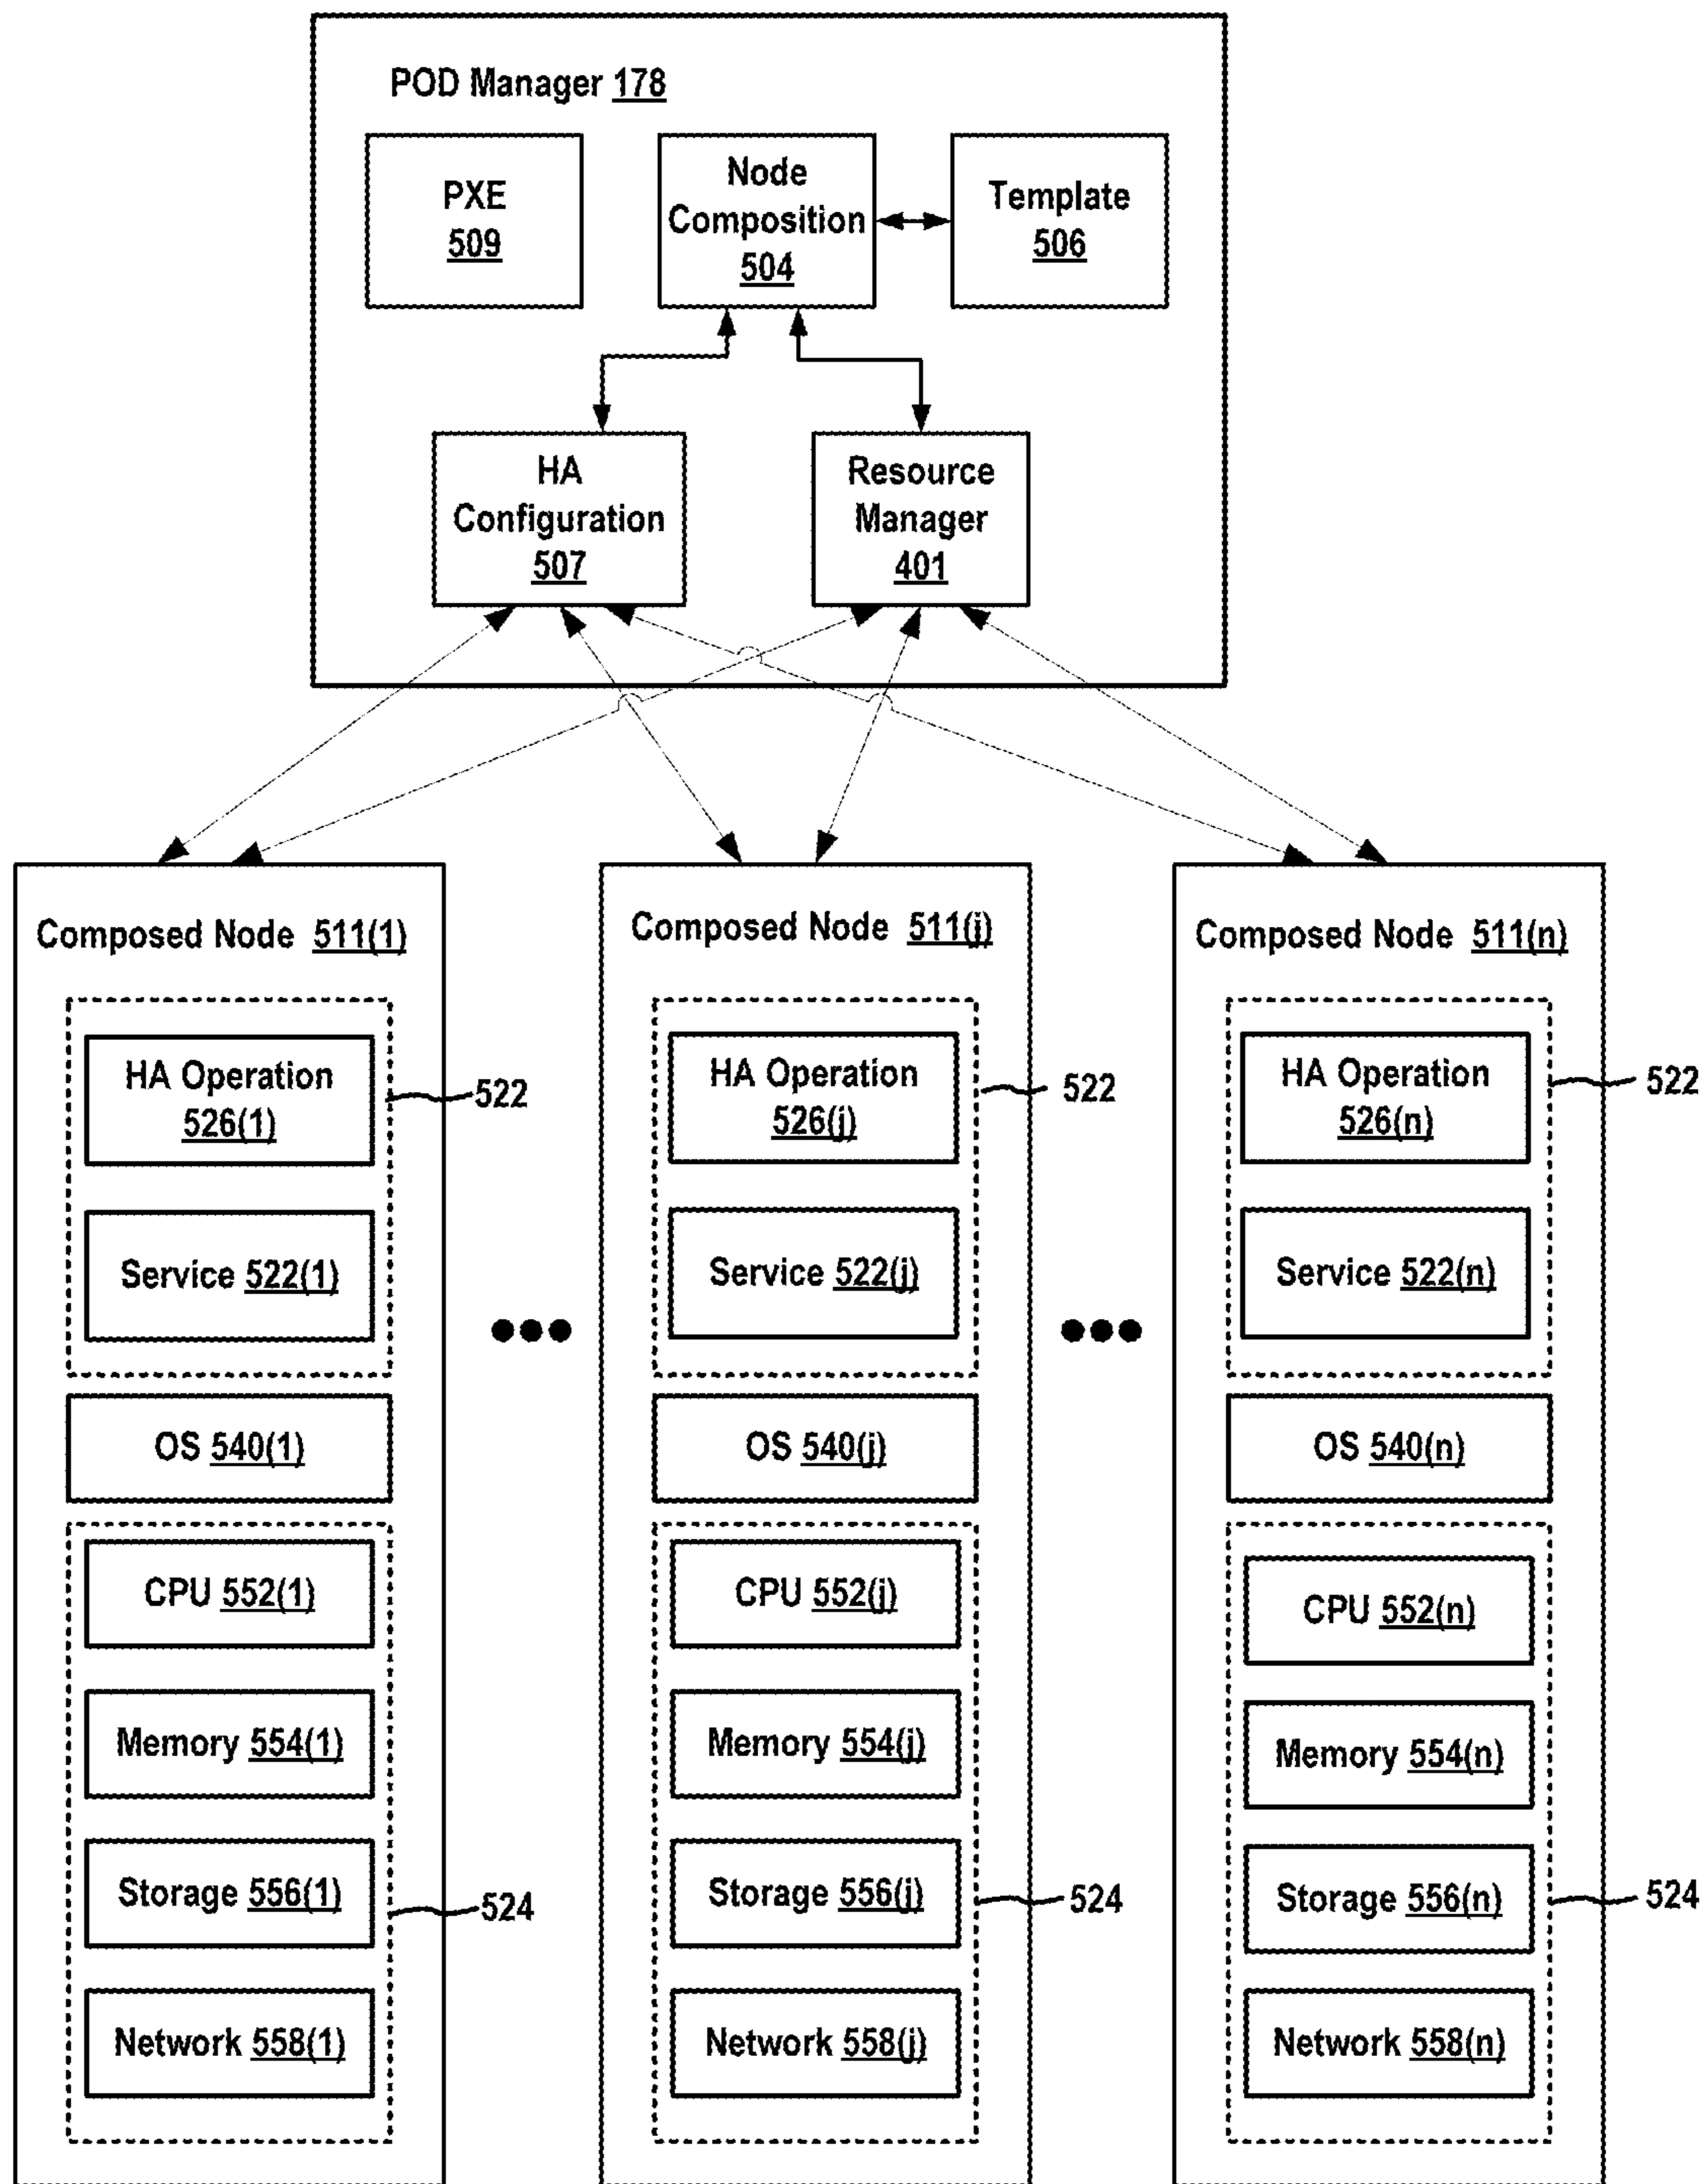 POD Manager 178
PXE
509
Node
Composition
504
Template
506
HA
Configuration
507
Resource
Manager
401
Composed Node 511(1)
HA Operation
526(1)
522
Service 522(1)
OS 540(1)
CPU 552(1)
Memory 554(1)
Storage 556(1)
524
Network 558(1)
Composed Node 511(j)
HA Operation
526(j)
522
Service 522(j)
OS 540(j)
CPU 552(j)
Memory 554(j)
Storage 556(j)
524
Network 558(j)
Composed Node 511(n)
HA Operation
526(n)
522
Service 522(n)
OS 540(n)
CPU 552(n)
Memory 554(n)
Storage 556(n)
524
Network 558(n)